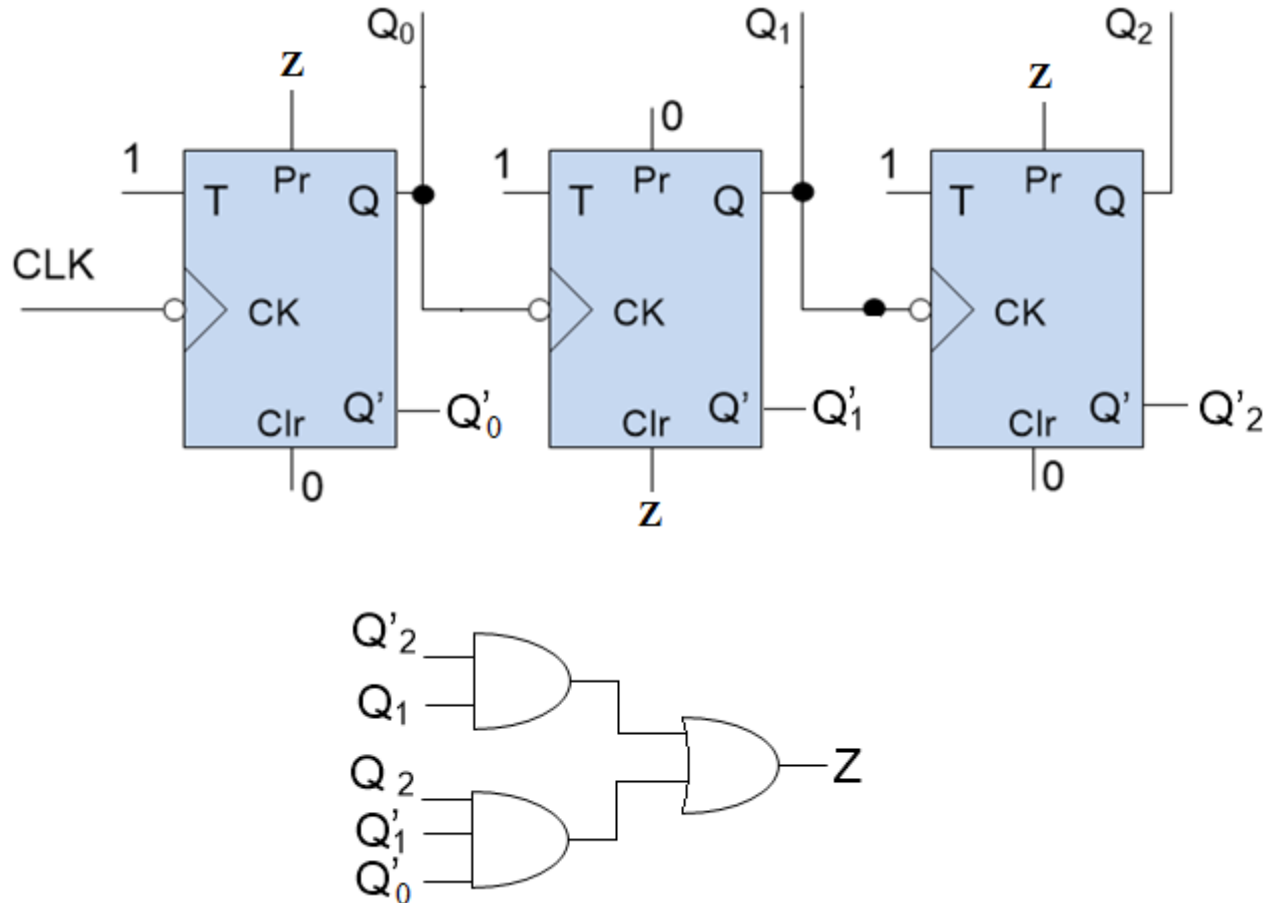 Q₀ Q₁ Q₂
Z Z
0
1 1 1
Pr Pr Pr
T Q T Q T Q
CLK
CK CK CK
Q' Q'₀ Q' Q'₁ Q' Q'₂
Clr Clr Clr
0 0
Z
Q'₂
Q₁
Z
Q₂
Q'₁
Q'₀